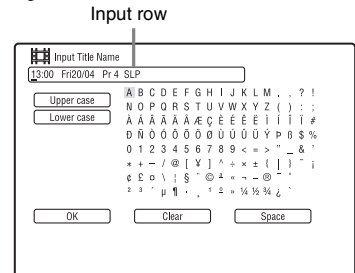 Input row
Input Title Name
13:00 Fri20/04 Pr 4 SLP
Upper case
Lower case
A B C D E F G H I J K L M , . ? !
N O P Q R S T U V W X Y Z ( ) : ;
À Á Ã Ä Â Å Æ Ç È É Ê Ë Ì Í Î Ï #
Ð Ñ Ò Ó Ô Õ Ö Ø Ù Ú Û Ü Ý Þ ß $ %
0 1 2 3 4 5 6 7 8 9 < = > " _ & '
* + – / @ [ ¥ ] ^ ÷ × ± { | } ~ ¡
¢ £ ¤ \ ¦ § ¨ © ª « ¬ – ® ¯ °
² ³ ´ µ ¶ · ¸ ¹ º » ¼ ½ ¾ ¿ `
OK
Clear
Space